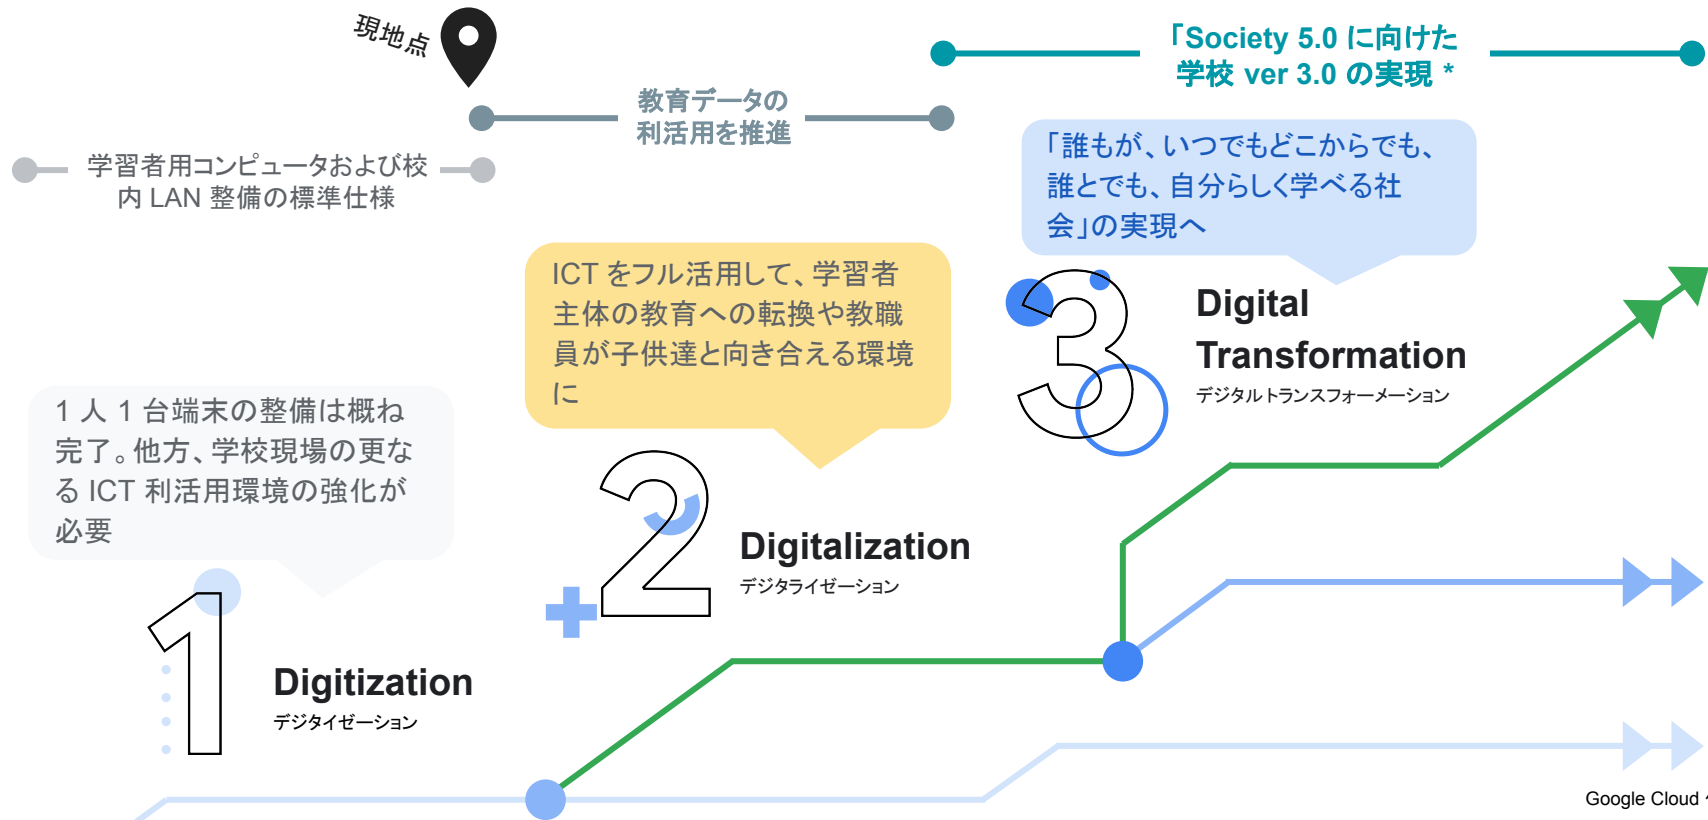 現地点
「Society 5.0 に向けた
学校 ver 3.0 の実現 *
教育データの
利活用を推進
学習者用コンピュータおよび校
内 LAN 整備の標準仕様
「誰もが、いつでもどこからでも、
誰とでも、自分らしく学べる社
会」の実現へ
ICT をフル活用して、学習者
主体の教育への転換や教職
員が子供達と向き合える環境
に
1 人 1 台端末の整備は概ね
完了。他方、学校現場の更な
る ICT 利活用環境の強化が
必要
3
Digital
Transformation
デジタルトランスフォーメーション
2
Digitalization
デジタライゼーション
1
Digitization
デジタイゼーション
Google Cloud